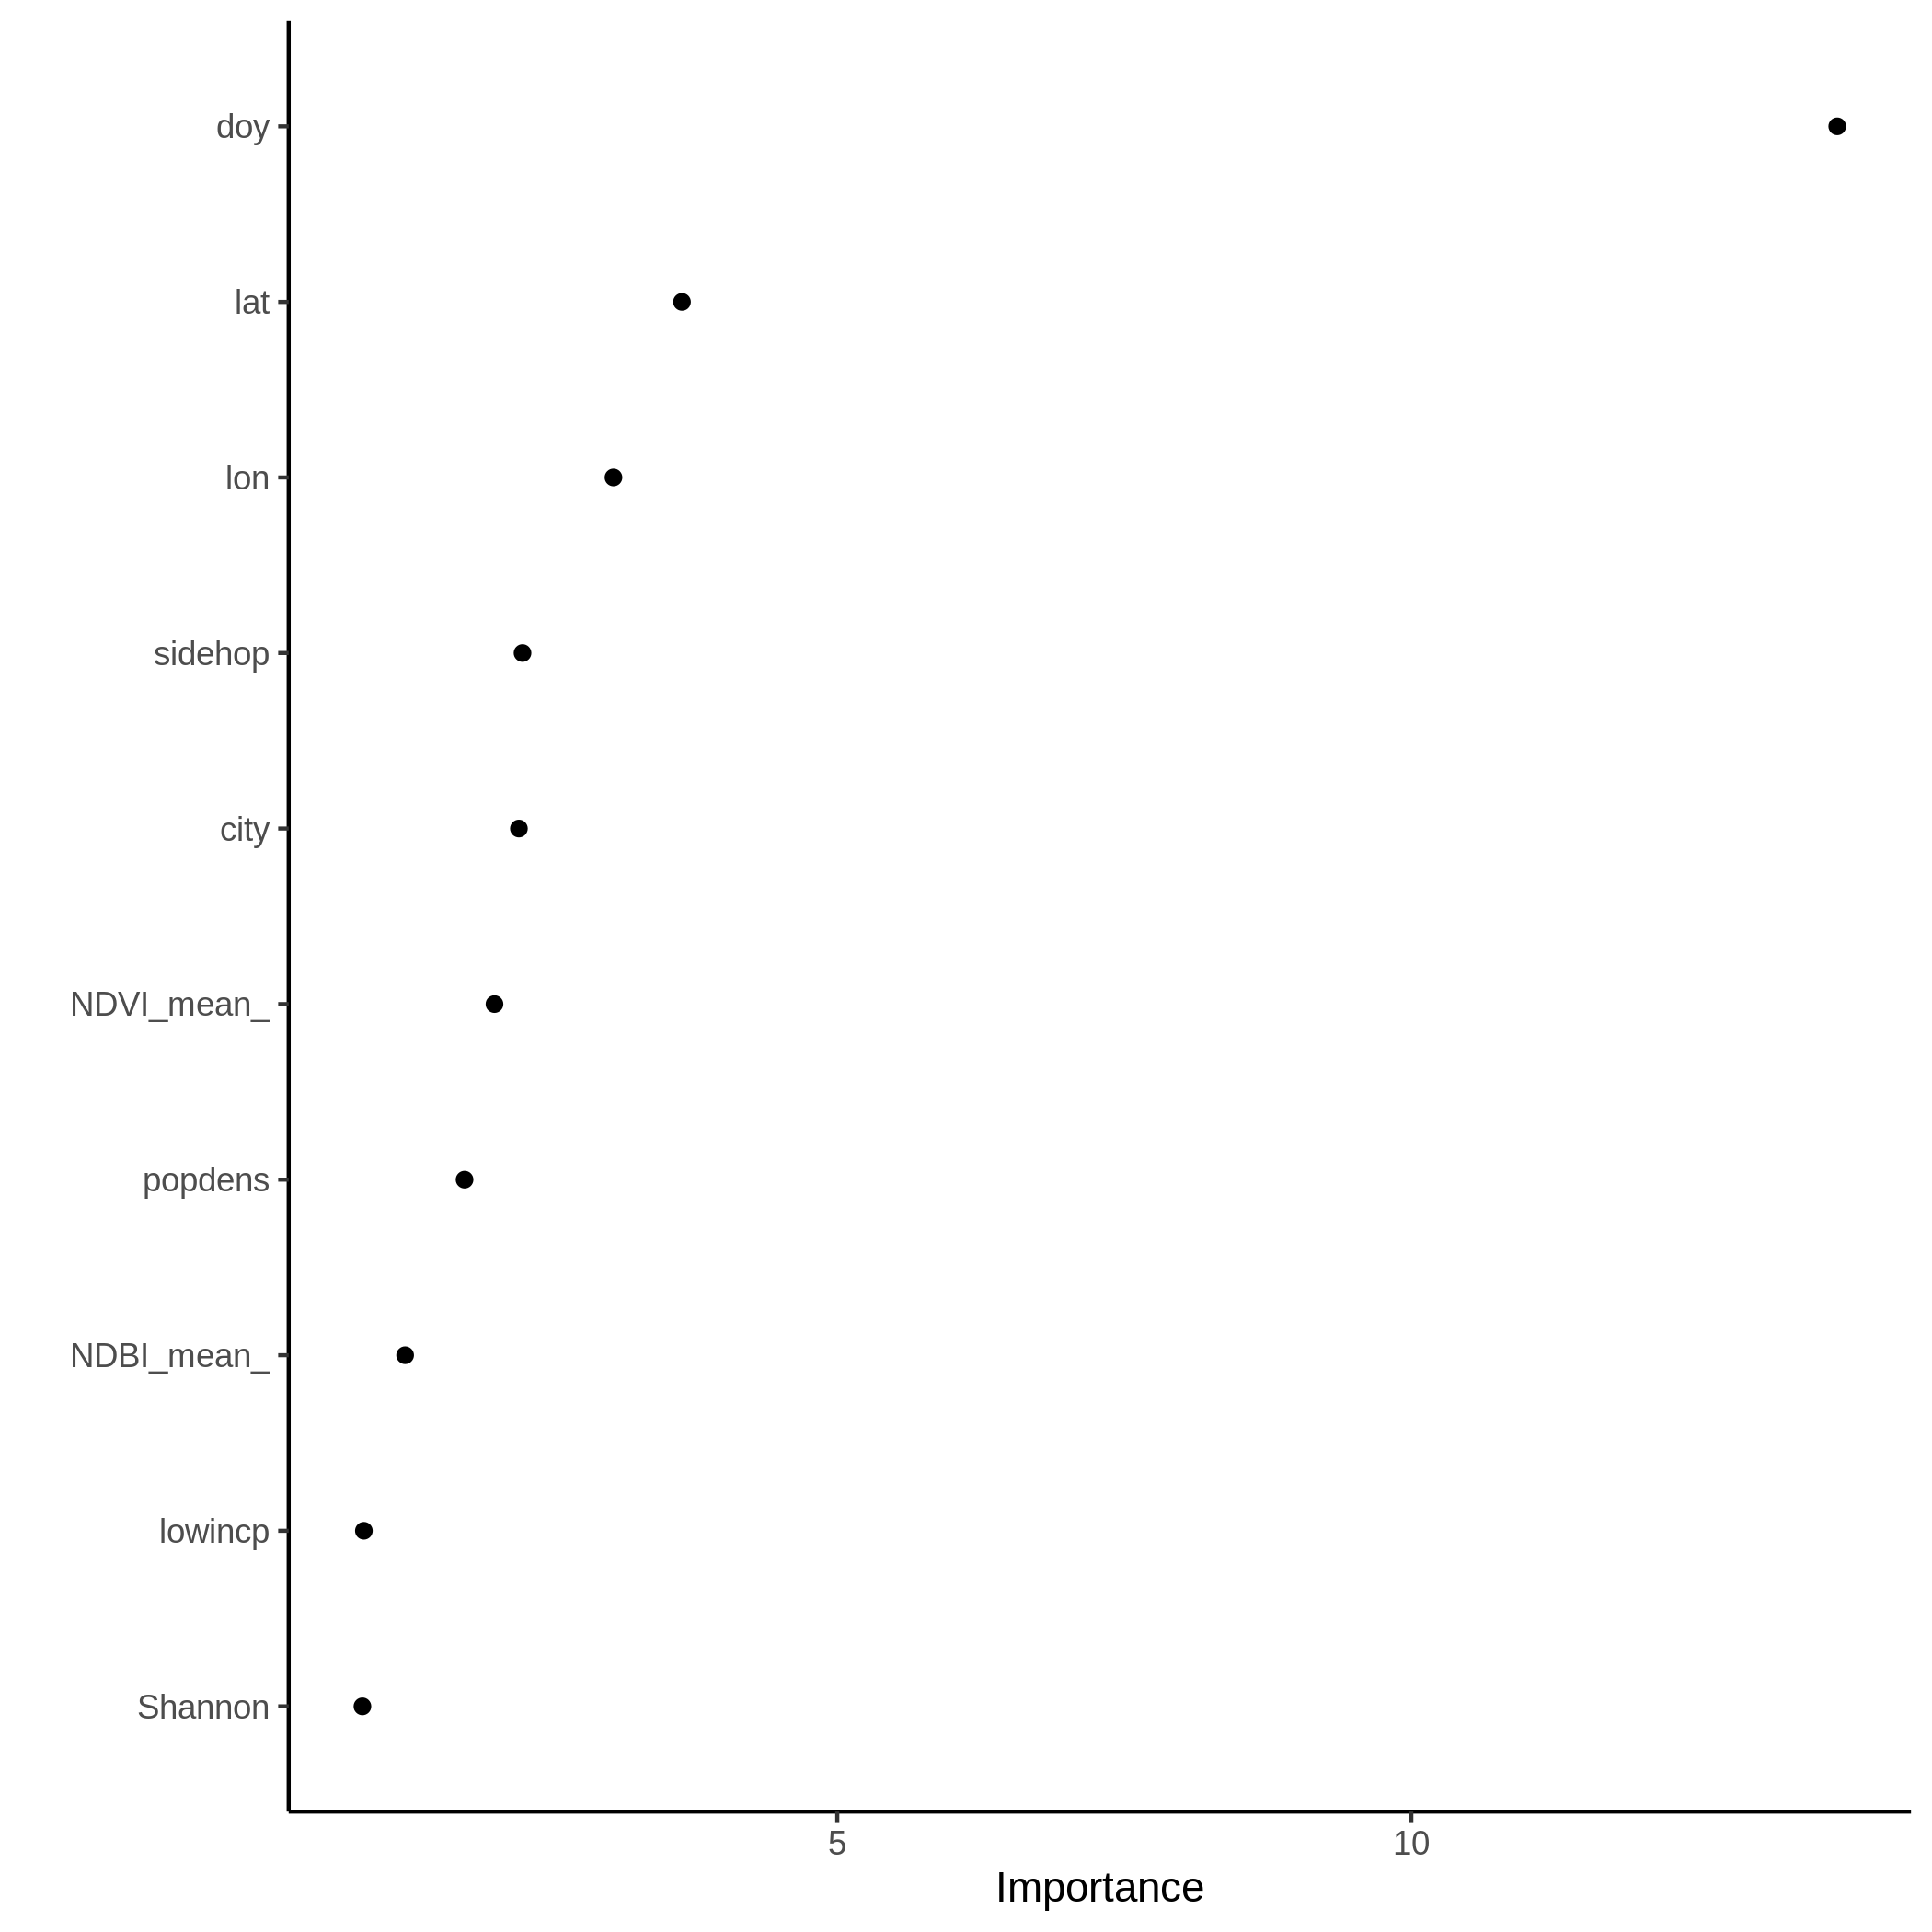 doy
lat
lon
sidehop
city
NDVI_mean_
popdens
NDBI_mean_
lowincp
Shannon
5 10
Importance